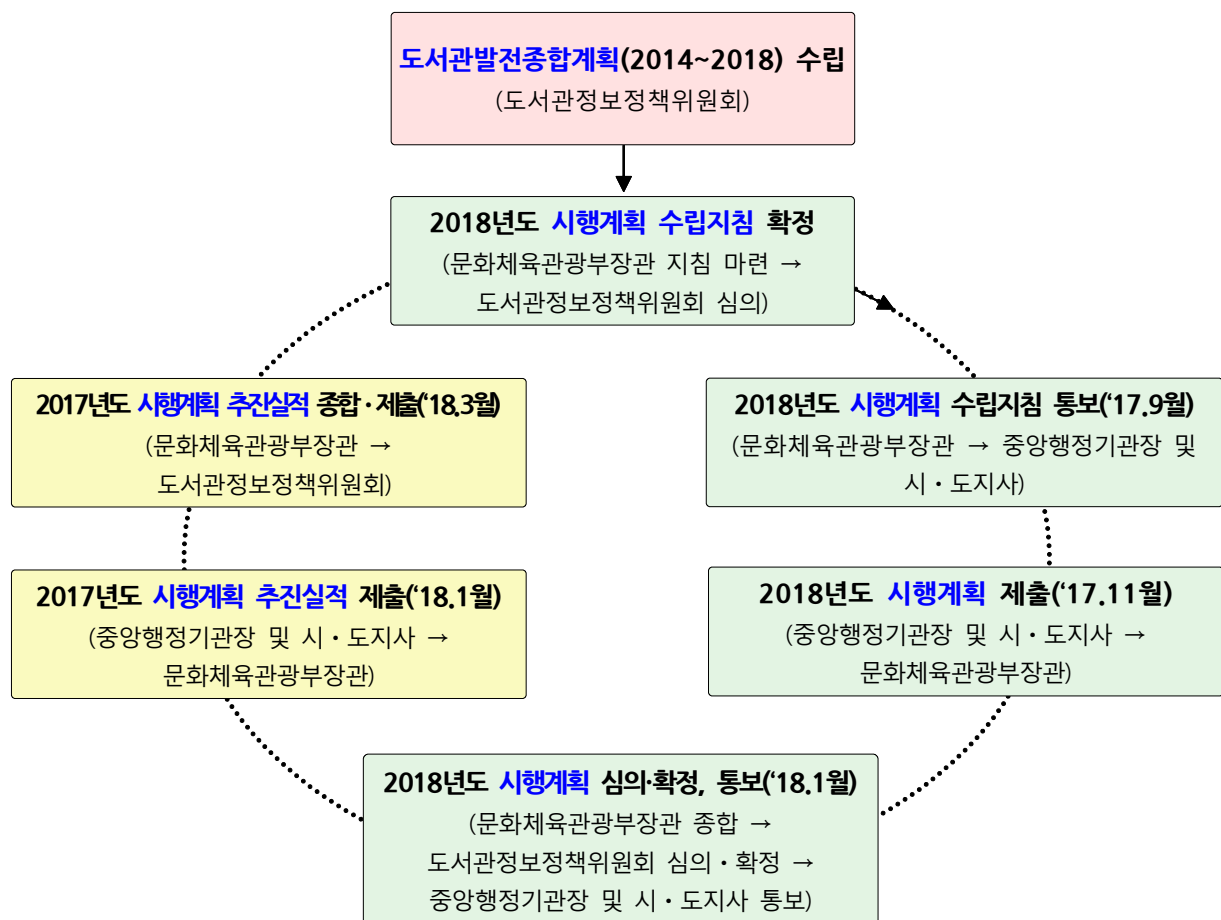 도서관발전종합계획(2014~2018) 수립
(도서관정보정책위원회)
2018년도 시행계획 수립지침 확정
(문화체육관광부장관 지침 마련 →
도서관정보정책위원회 심의)
2018년도 시행계획 수립지침 통보(‘17.9월)
(문화체육관광부장관 → 중앙행정기관장 및
시・도지사)
2018년도 시행계획 제출(‘17.11월)
(중앙행정기관장 및 시・도지사 →
문화체육관광부장관)
2018년도 시행계획 심의·확정, 통보(‘18.1월)
(문화체육관광부장관 종합 →
도서관정보정책위원회 심의・확정 →
중앙행정기관장 및 시・도지사 통보)
2017년도 시행계획 추진실적 제출(‘18.1월)
(중앙행정기관장 및 시・도지사 →
문화체육관광부장관)
2017년도 시행계획 추진실적 종합·제출(‘18.3월)
(문화체육관광부장관 →
도서관정보정책위원회)